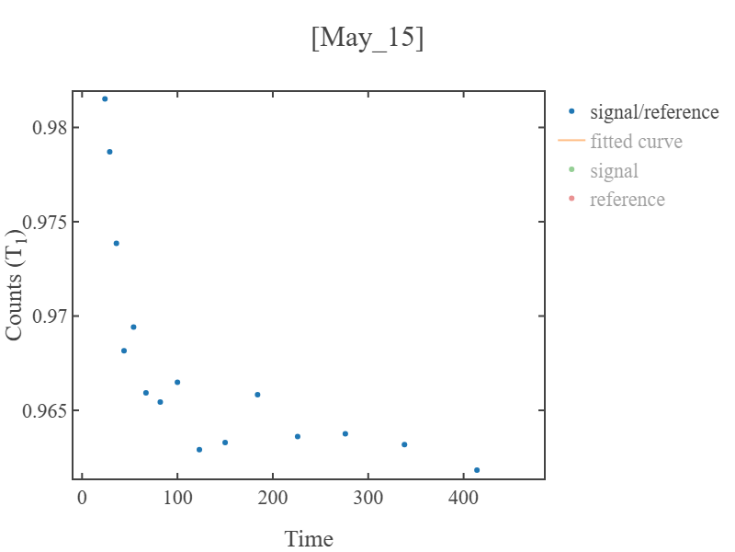 [May_15]
signal/reference
fitted curve
signal
reference
0.98
0.975
0.97
0.965
Counts (T₁)
0 100 200 300 400
Time